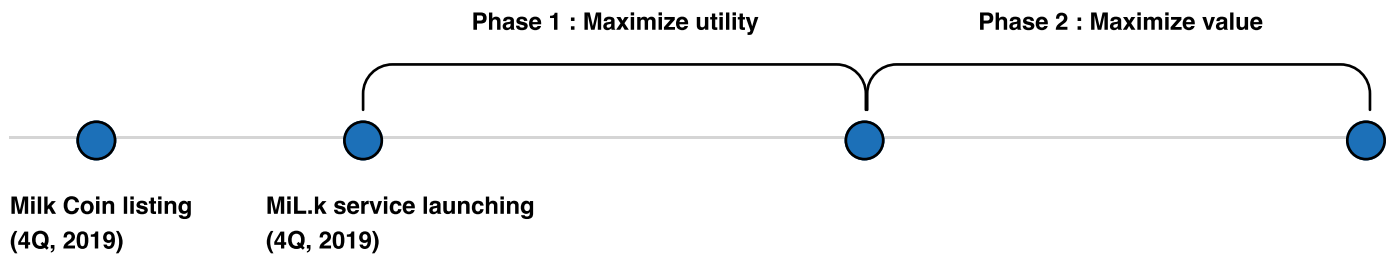 Phase 1 : Maximize utility
Phase 2 : Maximize value
Milk Coin listing
(4Q, 2019)
MiL.k service launching
(4Q, 2019)